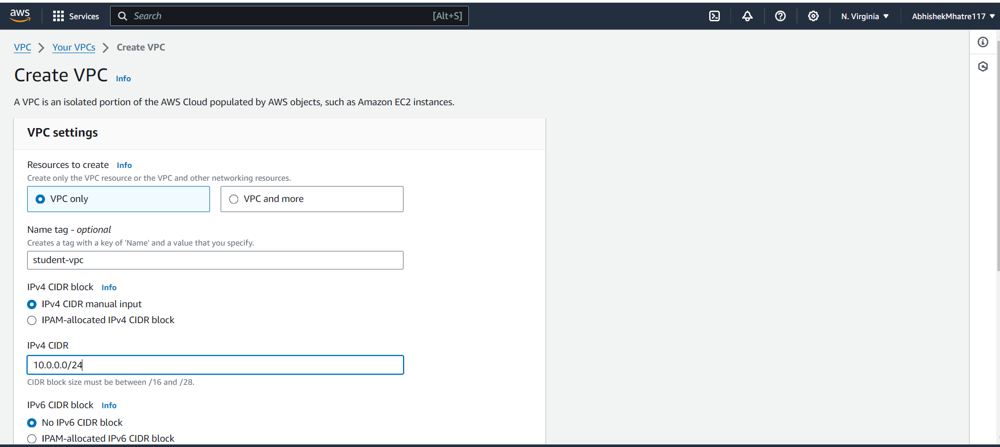 aws Services Search [Alt+S] N. Virginia AbhishekMhatre117
VPC Your VPCs Create VPC
Create VPC Info
A VPC is an isolated portion of the AWS Cloud populated by AWS objects, such as Amazon EC2 instances.
VPC settings
Resources to create Info
Create only the VPC resource or the VPC and other networking resources.
VPC only VPC and more
Name tag - optional
Creates a tag with a key of 'Name' and a value that you specify.
student-vpc
IPv4 CIDR block Info
IPv4 CIDR manual input
IPAM-allocated IPv4 CIDR block
IPv4 CIDR
10.0.0.0/24
CIDR block size must be between /16 and /28.
IPv6 CIDR block Info
No IPv6 CIDR block
IPAM-allocated IPv6 CIDR block